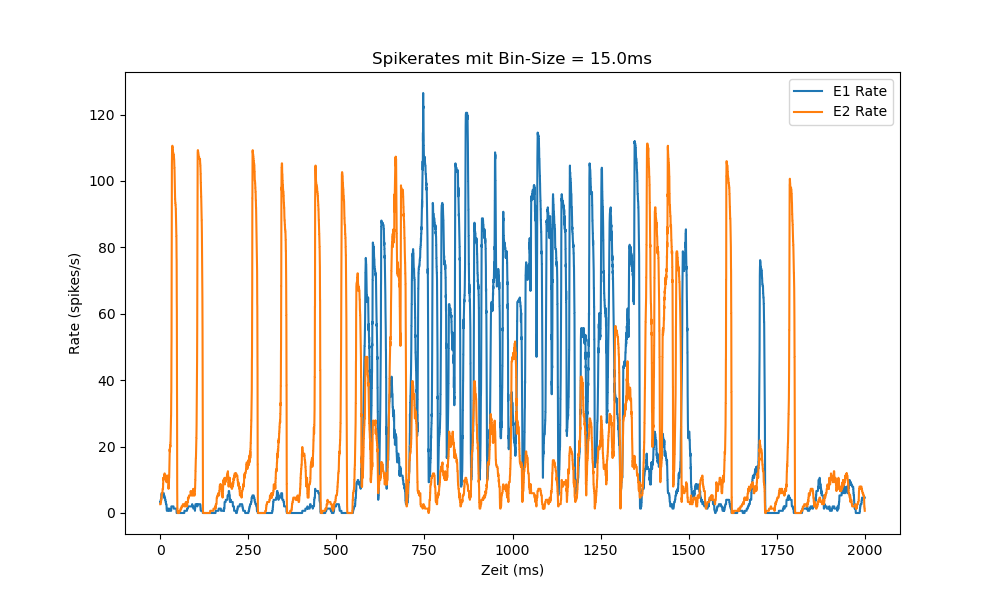 Spikerates mit Bin-Size = 15.0ms
E1 Rate
E2 Rate
Rate (spikes/s)
120
100
80
60
40
20
0
0 250 500 750 1000 1250 1500 1750 2000
Zeit (ms)